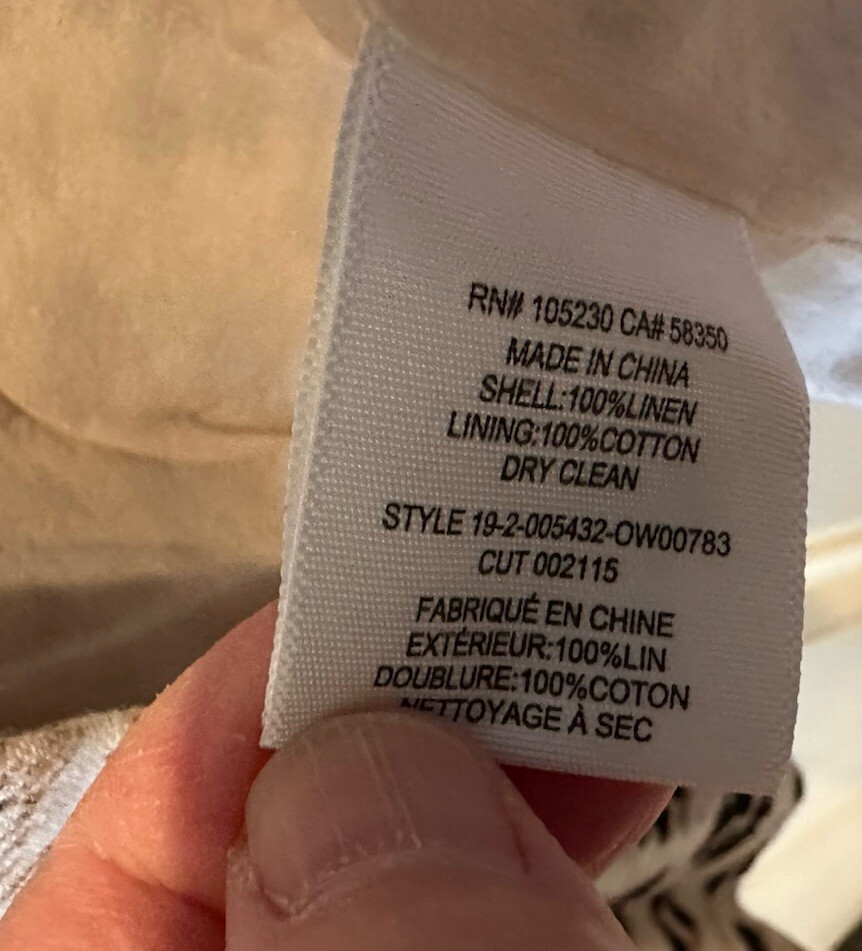 RN# 105230 CA# 58350
MADE IN CHINA
SHELL:100%LINEN
LINING:100%COTTON
DRY CLEAN
STYLE 19-2-005432-OW00783
CUT 002115
FABRIQUÉ EN CHINE
EXTÉRIEUR:100%LIN
DOUBLURE:100%COTON
NETTOYAGE À SEC